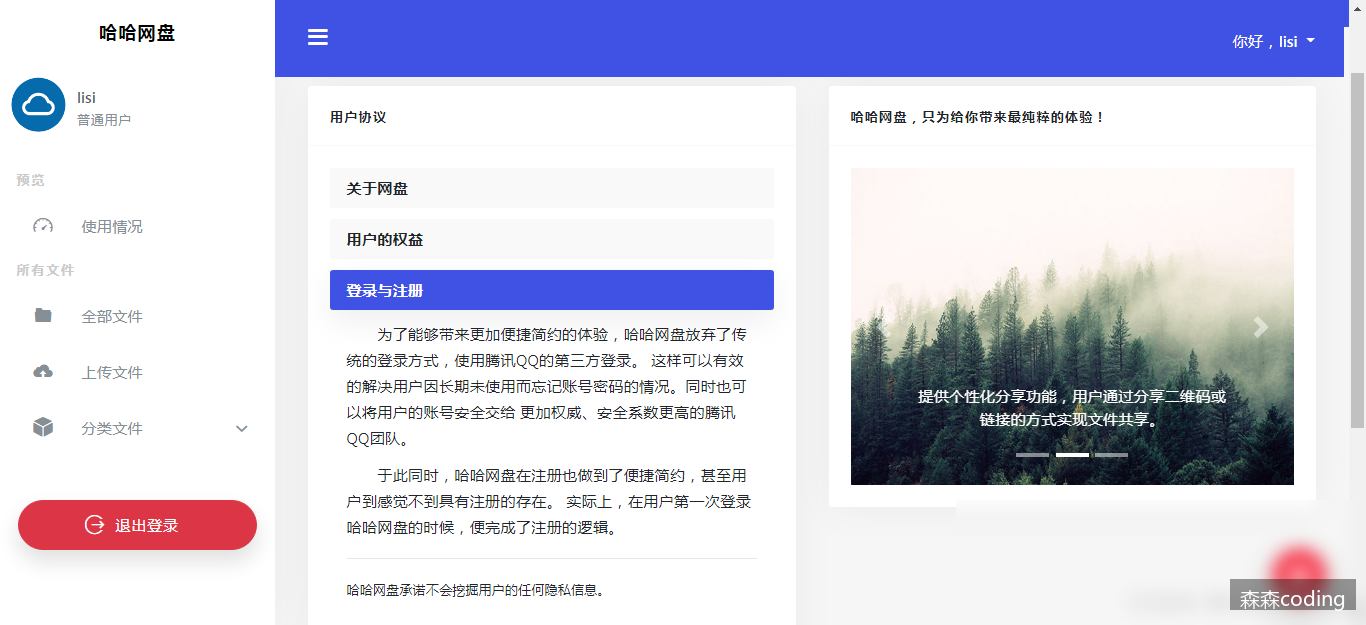 哈哈网盘
lisi
普通用户
预览
使用情况
所有文件
全部文件
上传文件
分类文件
退出登录
你好，lisi
用户协议
关于网盘
用户的权益
登录与注册
为了能够带来更加便捷简约的体验，哈哈网盘放弃了传
统的登录方式，使用腾讯QQ的第三方登录。 这样可以有效
的解决用户因长期未使用而忘记账号密码的情况。同时也可
以将用户的账号安全交给 更加权威、安全系数更高的腾讯
QQ团队。
于此同时，哈哈网盘在注册也做到了便捷简约，甚至用
户到感觉不到具有注册的存在。 实际上，在用户第一次登录
哈哈网盘的时候，便完成了注册的逻辑。
哈哈网盘承诺不会挖掘用户的任何隐私信息。
哈哈网盘，只为给你带来最纯粹的体验！
提供个性化分享功能，用户通过分享二维码或
链接的方式实现文件共享。
森森coding